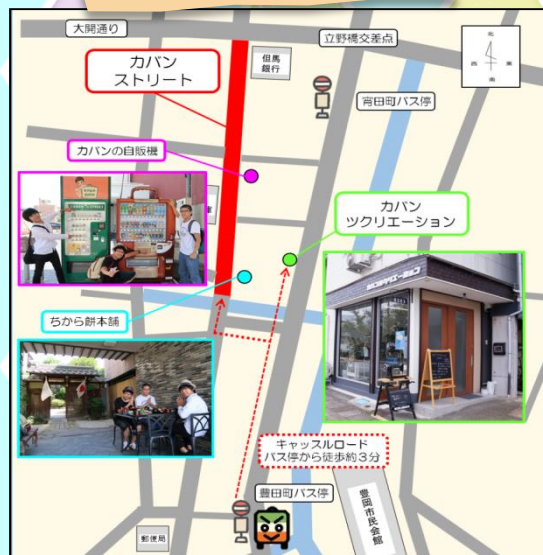 大開通り
立野橋交差点
北
西
東
南
カバン
ストリート
但馬
銀行
宵田町バス停
カバンの自販機
カバン
ツクリエーション
ちから餅本舗
キャッスルロード
バス停から徒歩約3分
豊田町バス停
豊岡市民会館
郵便局